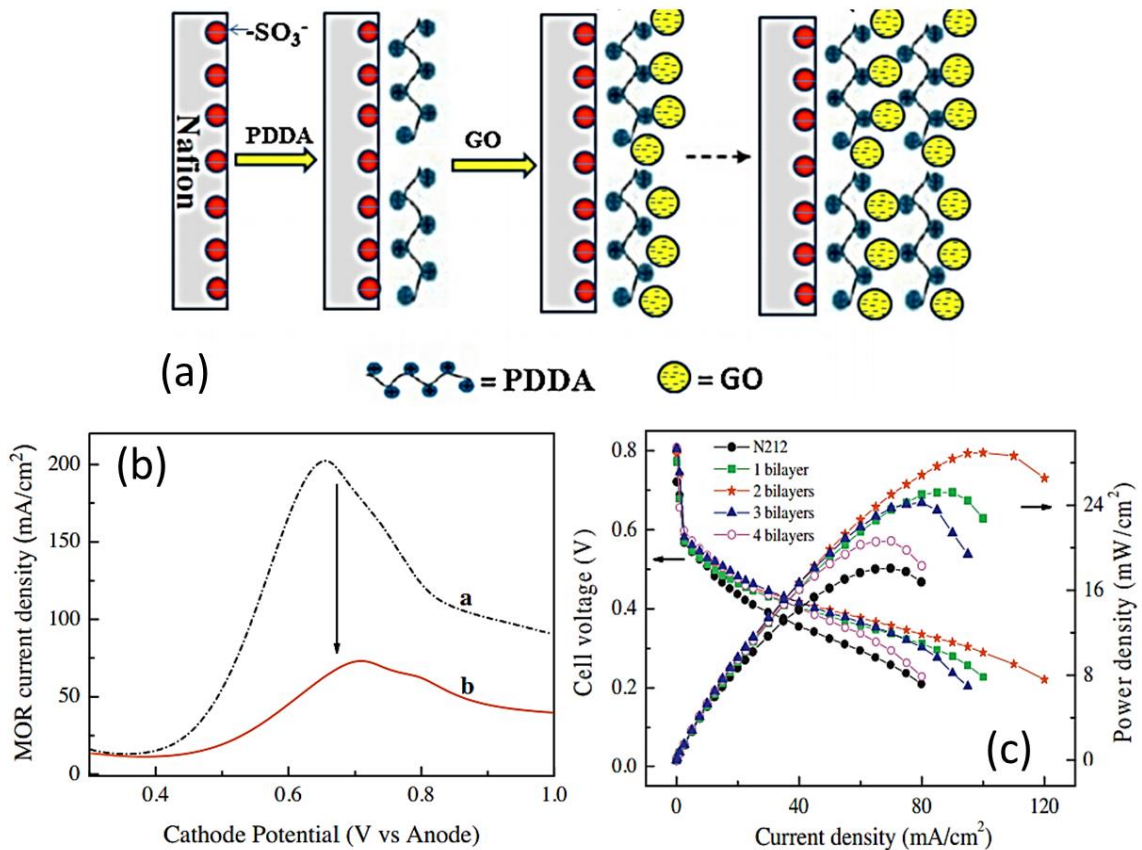 -SO₃⁻
Nafion
PDDA
GO
(a)
= PDDA
= GO
(b)
MOR current density (mA/cm²)
200
150
100
50
0
a
b
0.4 0.6 0.8 1.0
Cathode Potential (V vs Anode)
(c)
Cell voltage (V)
0.8
0.6
0.4
0.2
0.0
N212
1 bilayer
2 bilayers
3 bilayers
4 bilayers
24
16
8
0
Power density (mW/cm²)
0 40 80 120
Current density (mA/cm²)